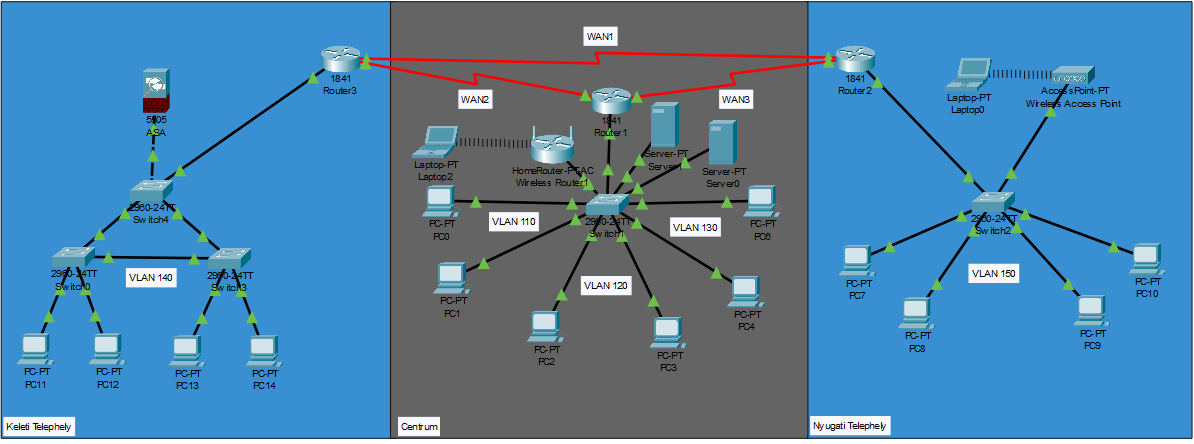 WAN1
1841
Router3
1841
Router2
WAN2
WAN3
1841
Router1
5505
ASA
Laptop-PT
Laptop0
AccessPoint-PT
Wireless Access Point
Laptop-PT
Laptop2
HomeRouter-PT-AC
Wireless Router1
Server-PT
Server1
Server-PT
Server0
2960-24TT
Switch4
PC-PT
PC0
VLAN 110
2960-24TT
Switch1
VLAN 130
PC-PT
PC6
2960-24TT
Switch2
2960-24TT
Switch0
VLAN 140
2960-24TT
Switch3
PC-PT
PC1
VLAN 120
PC-PT
PC4
PC-PT
PC7
VLAN 150
PC-PT
PC10
PC-PT
PC2
PC-PT
PC3
PC-PT
PC8
PC-PT
PC9
PC-PT
PC11
PC-PT
PC12
PC-PT
PC13
PC-PT
PC14
Keleti Telephely
Centrum
Nyugati Telephely